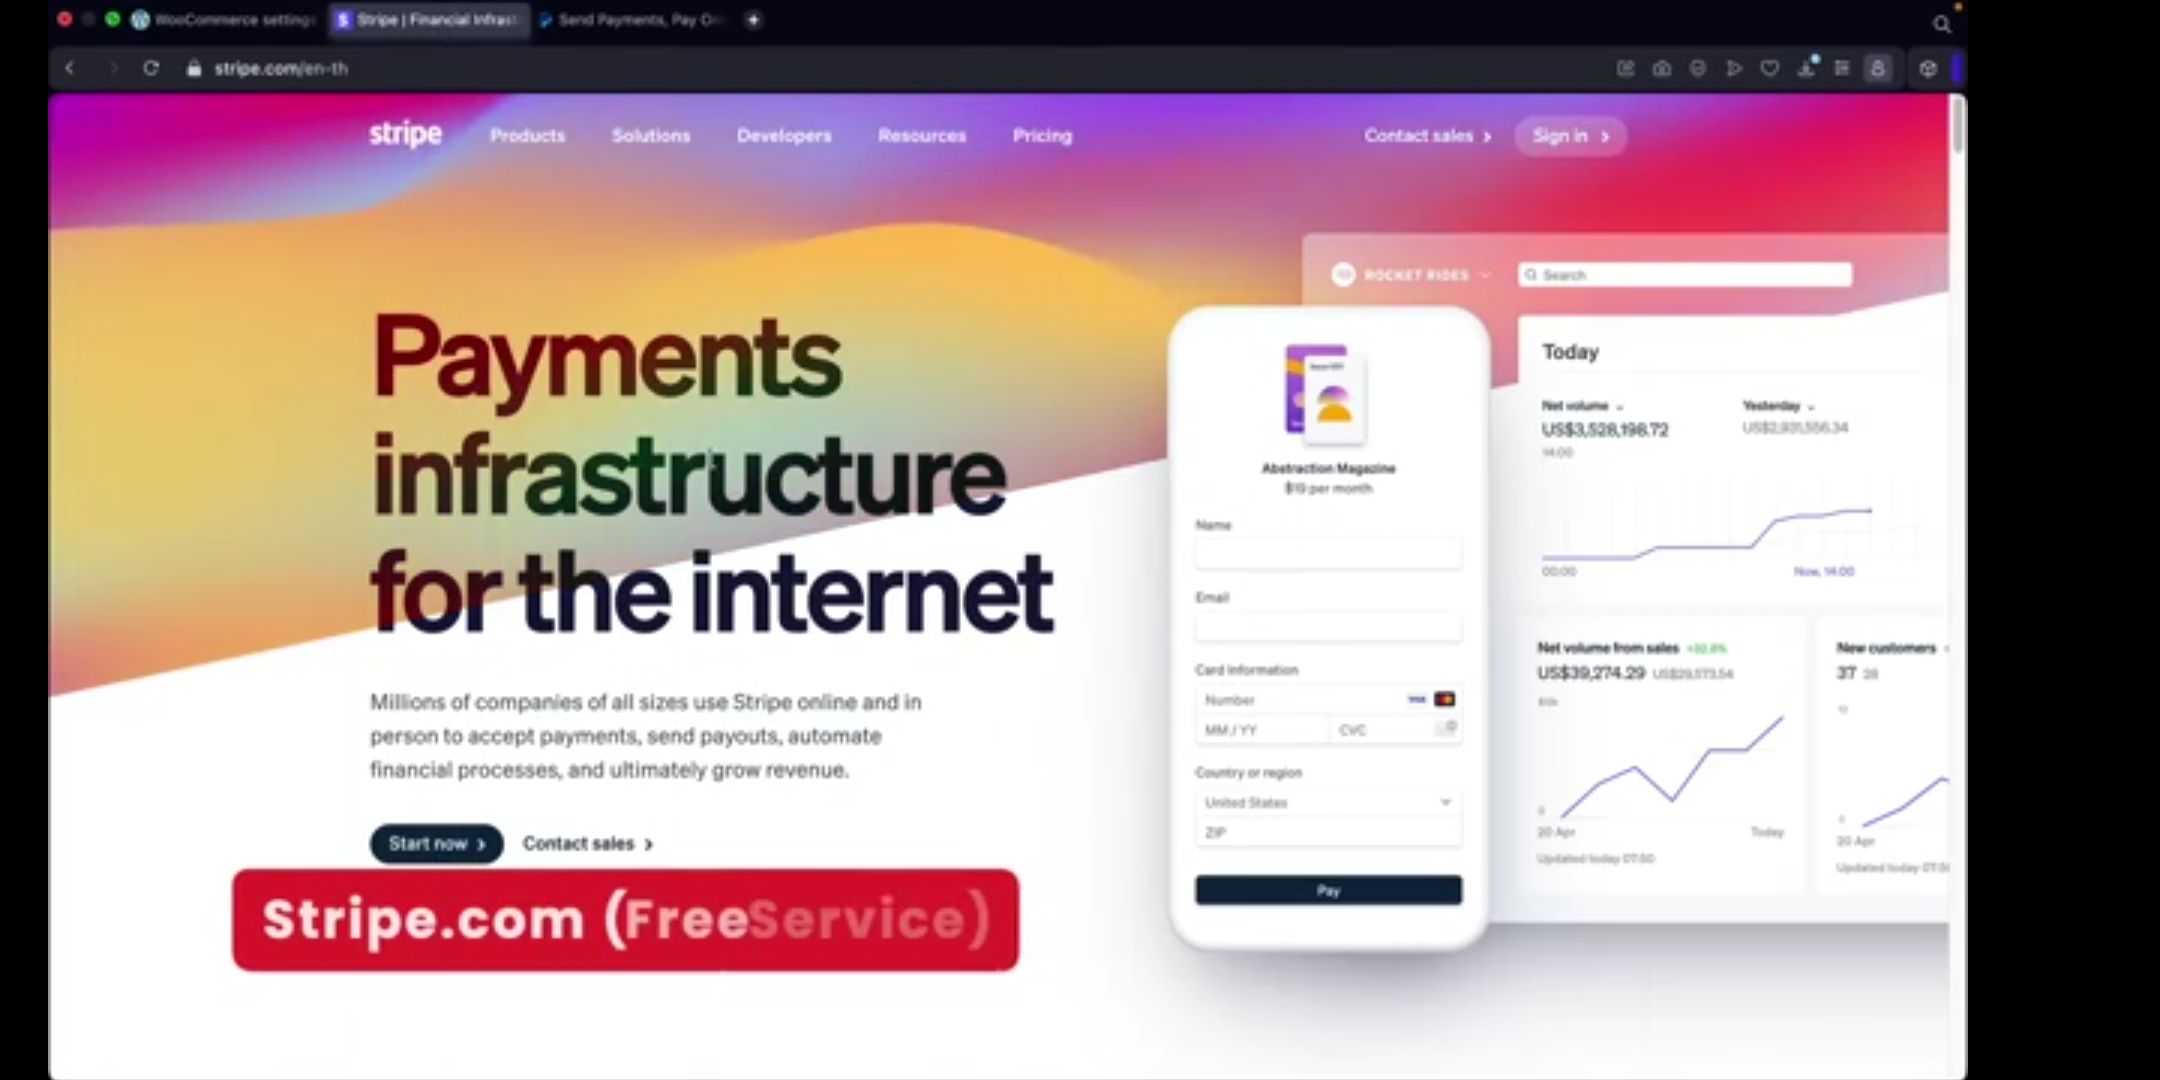 WooCommerce settings
Stripe | Financial Infrast
Send Payments, Pay On
stripe.com/en-th
stripe
Products
Solutions
Developers
Resources
Pricing
Contact sales
Sign in
ROCKET RIDES
Search
Payments
infrastructure
for the internet
Millions of companies of all sizes use Stripe online and in
person to accept payments, send payouts, automate
financial processes, and ultimately grow revenue.
Start now
Contact sales
Stripe.com (FreeService)
Abstraction Magazine
$19 per month
Name
Email
Card information
Number
VISA
MM / YY
CVC
Country or region
United States
ZIP
Pay
Today
Net volume
Yesterday
US$3,528,198.72
US$2,931,556.34
14:00
00:00
Now, 14:00
Net volume from sales +32.8%
US$39,274.29 US$29,573.54
20 Apr
Today
Updated today 07:50
New customers
37 28
20 Apr
Updated today 07:5